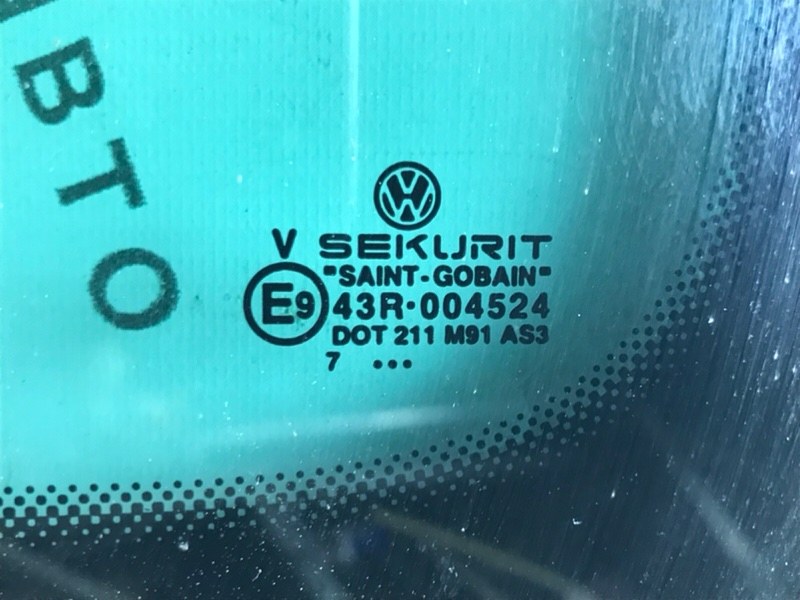 ВТО
V SEKURIT
"SAINT-GOBAIN"
E9 43R·004524
DOT 211 M91 AS3
7 •••